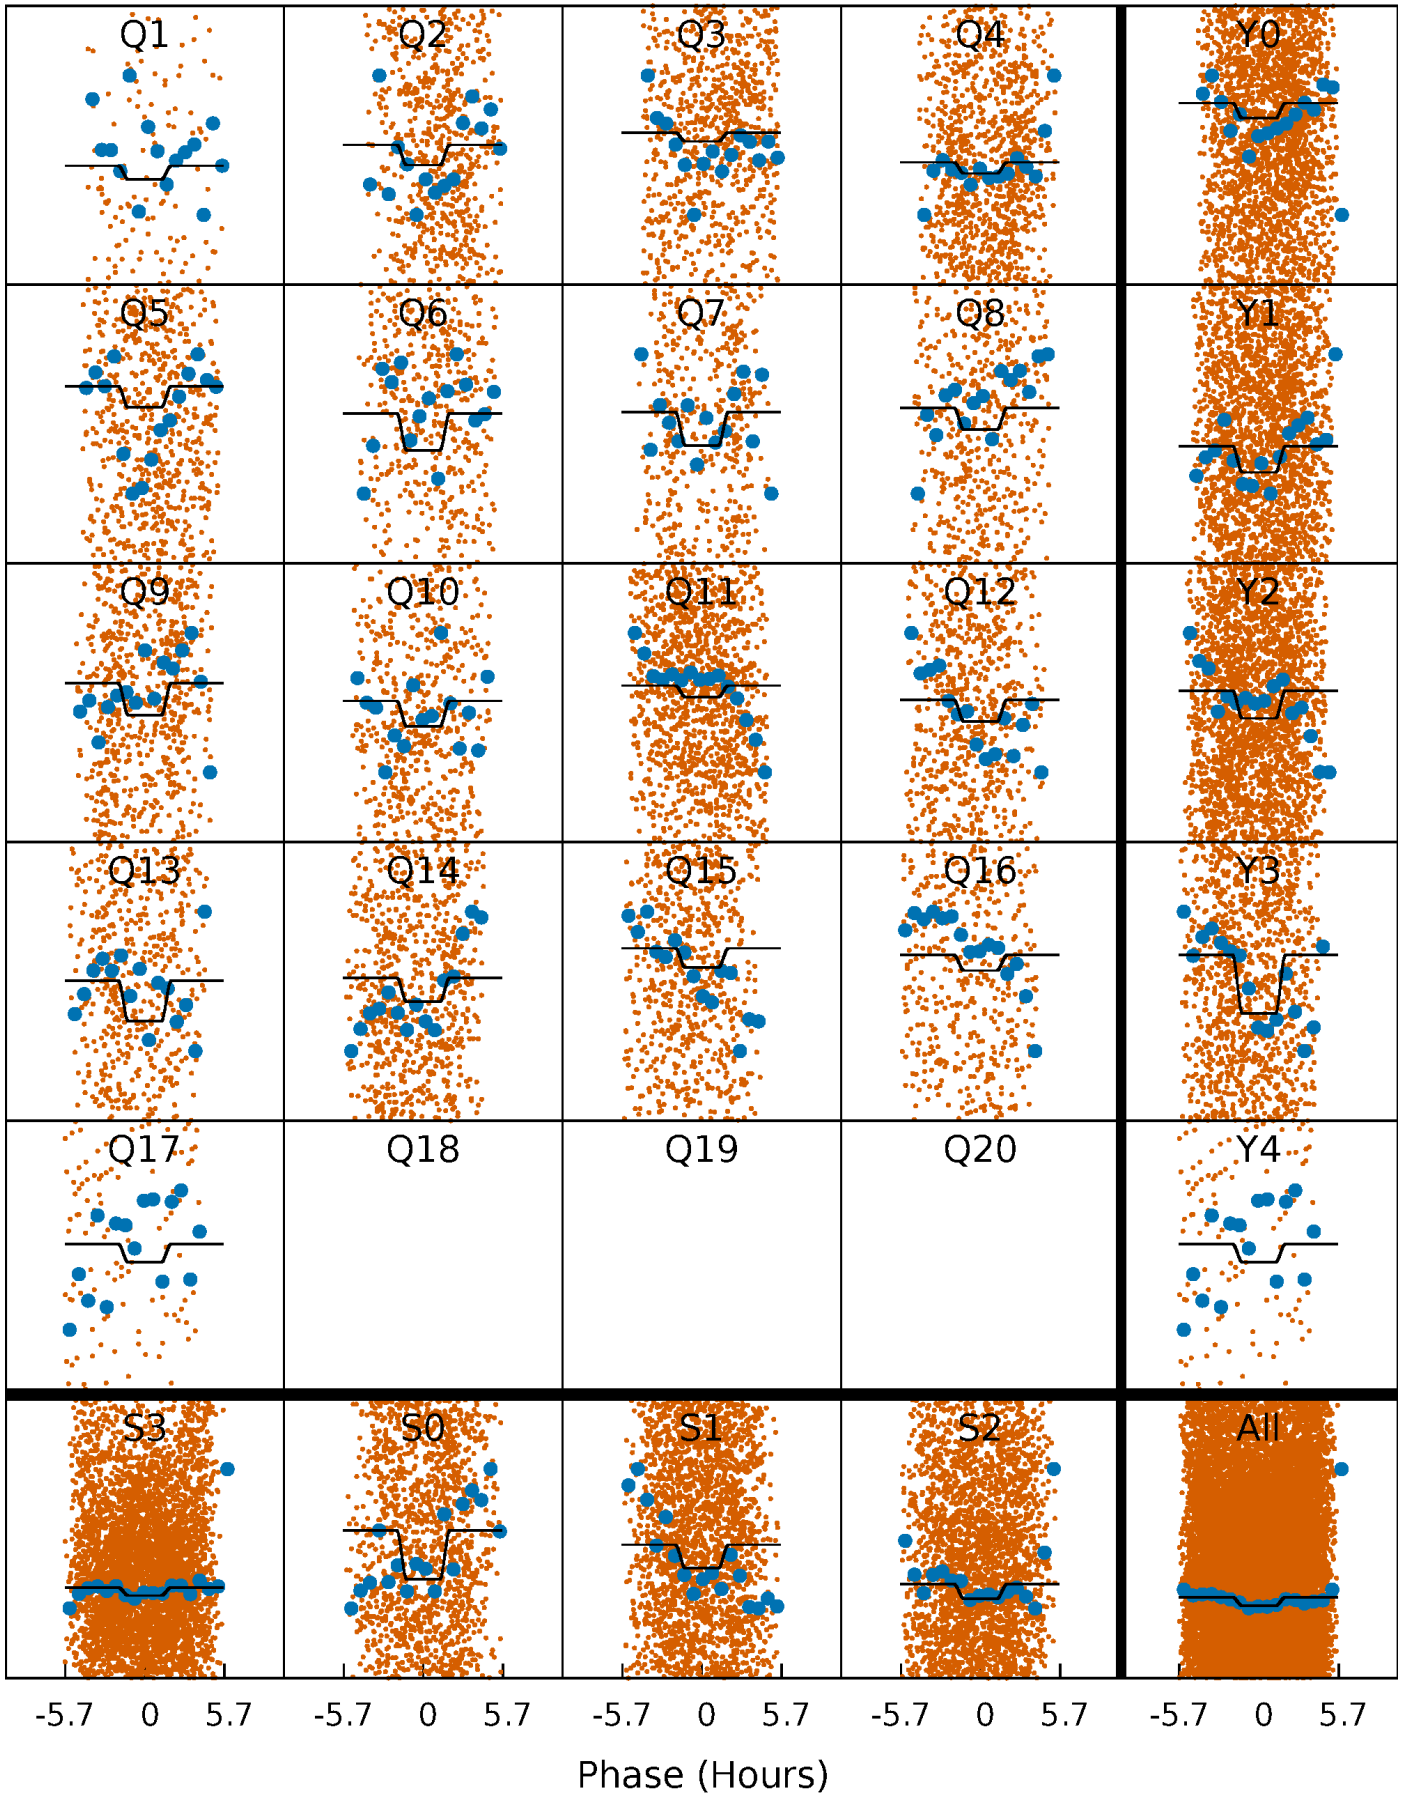 Q1 Q2 Q3 Q4 Y0
Q5 Q6 Q7 Q8 Y1
Q9 Q10 Q11 Q12 Y2
Q13 Q14 Q15 Q16 Y3
Q17 Q18 Q19 Q20 Y4
S3 S0 S1 S2 All
-5.7 0 5.7 -5.7 0 5.7 -5.7 0 5.7 -5.7 0 5.7 -5.7 0 5.7
Phase (Hours)